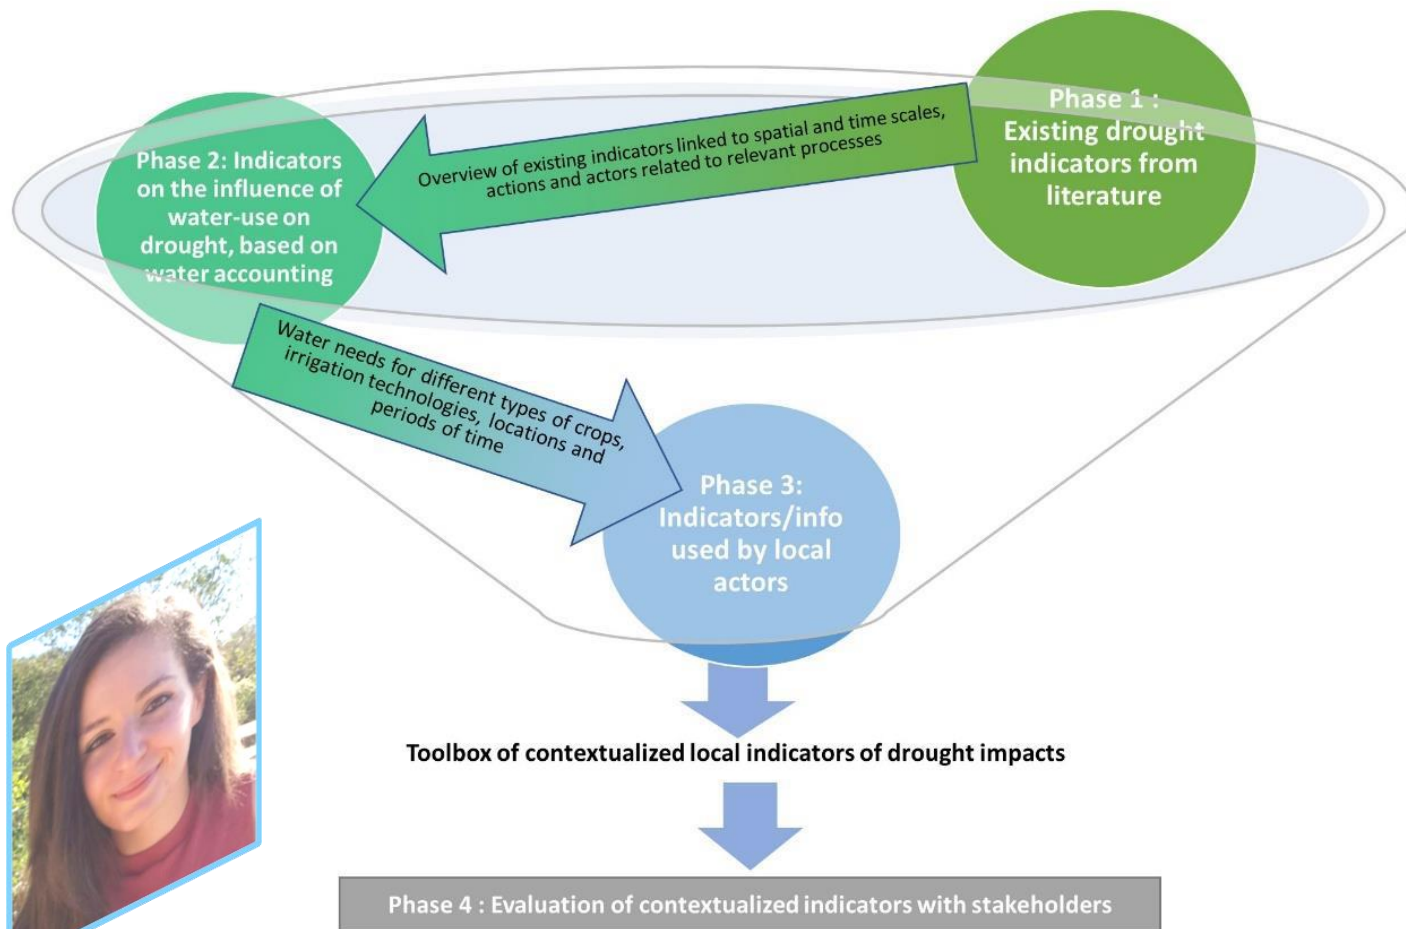 Phase 1 :
Existing drought
indicators from
literature
Overview of existing indicators linked to spatial and time scales,
actions and actors related to relevant processes
Phase 2: Indicators
on the influence of
water-use on
drought, based on
water accounting
Water needs for different types of crops,
irrigation technologies, locations and
periods of time
Phase 3:
Indicators/info
used by local
actors
Toolbox of contextualized local indicators of drought impacts
Phase 4 : Evaluation of contextualized indicators with stakeholders